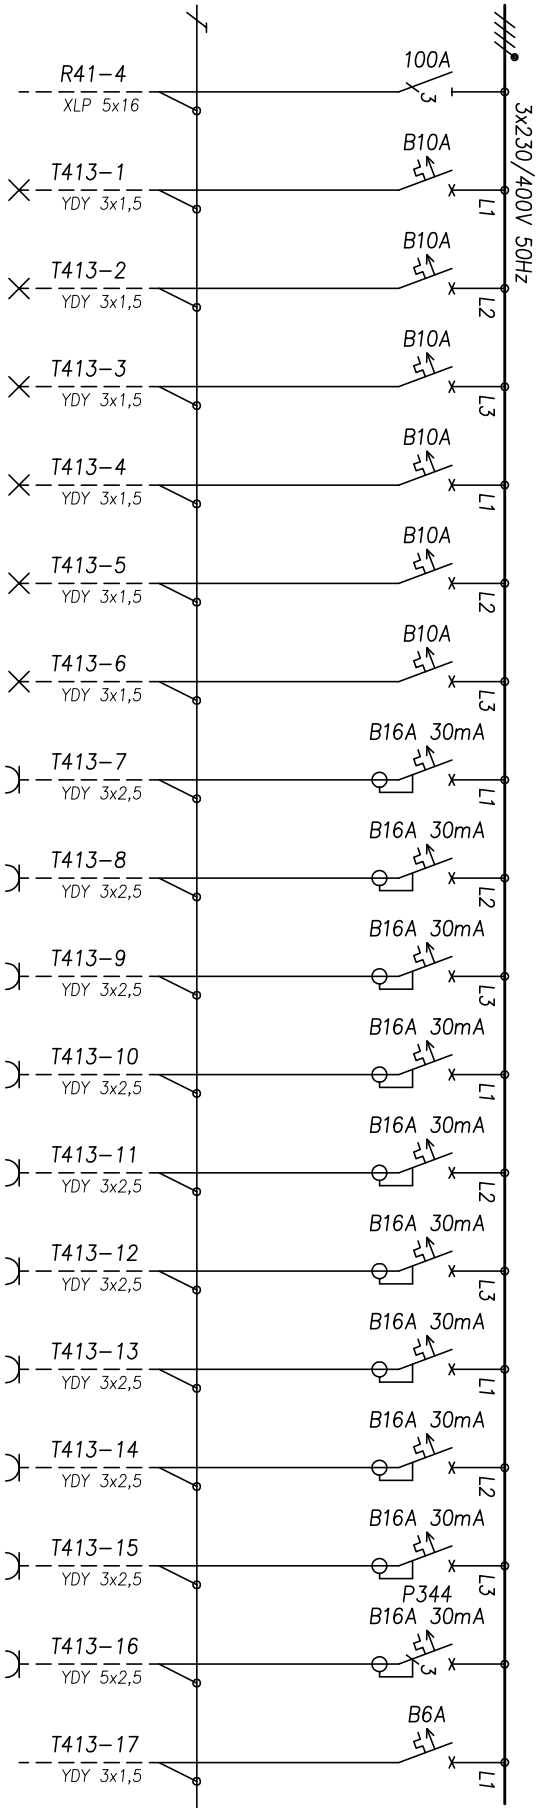 3x230/400V 50Hz
100A
3
R41-4
XLP 5x16
B10A
T413-1
YDY 3x1,5
L1
B10A
T413-2
YDY 3x1,5
L2
B10A
T413-3
YDY 3x1,5
L3
B10A
T413-4
YDY 3x1,5
L1
B10A
T413-5
YDY 3x1,5
L2
B10A
T413-6
YDY 3x1,5
L3
B16A 30mA
T413-7
YDY 3x2,5
L1
B16A 30mA
T413-8
YDY 3x2,5
L2
B16A 30mA
T413-9
YDY 3x2,5
L3
B16A 30mA
T413-10
YDY 3x2,5
L1
B16A 30mA
T413-11
YDY 3x2,5
L2
B16A 30mA
T413-12
YDY 3x2,5
L3
B16A 30mA
T413-13
YDY 3x2,5
L1
B16A 30mA
T413-14
YDY 3x2,5
L2
B16A 30mA
T413-15
YDY 3x2,5
L3
P344
B16A 30mA
3
T413-16
YDY 5x2,5
B6A
T413-17
YDY 3x1,5
L1